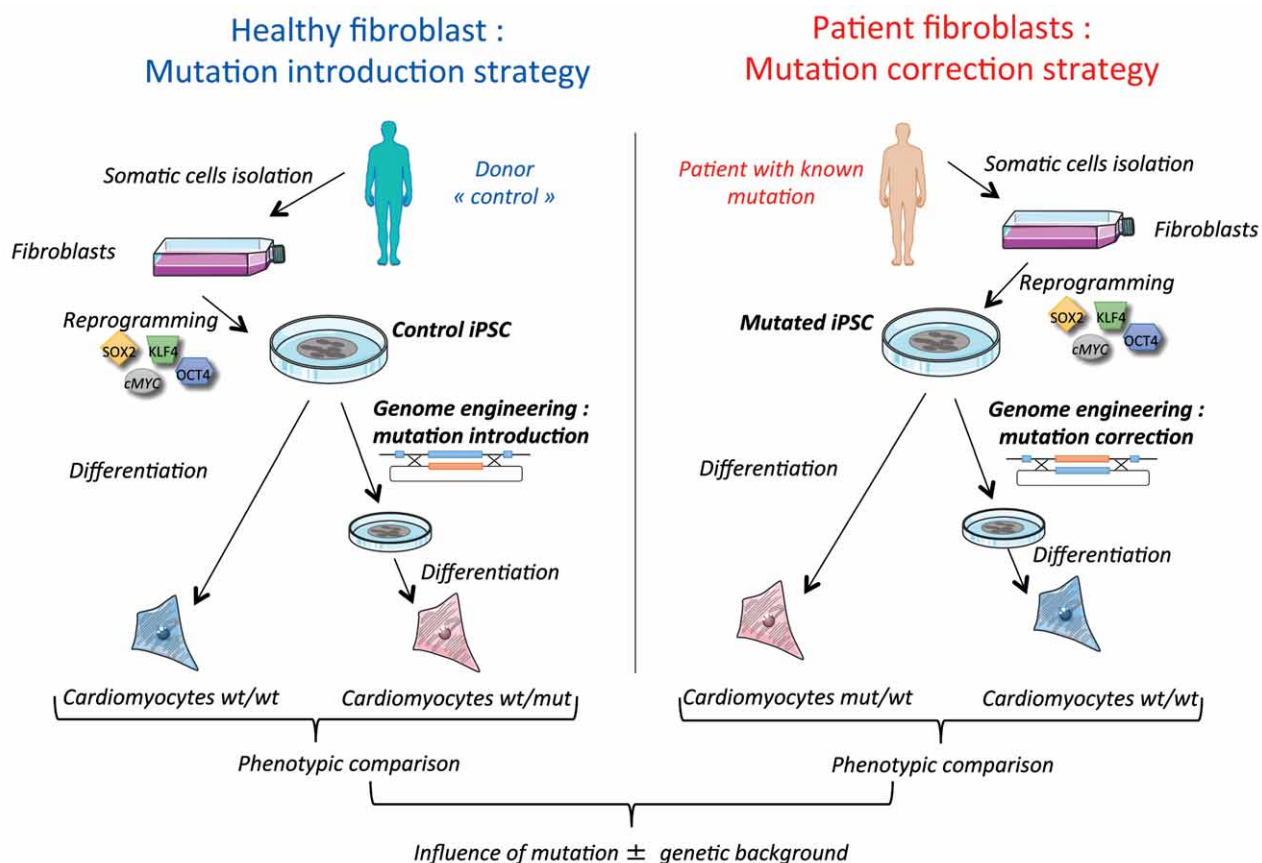 Healthy fibroblast :
Mutation introduction strategy
Somatic cells isolation
Donor
« control »
Fibroblasts
Reprogramming
SOX2
KLF4
cMYC
OCT4
Control iPSC
Genome engineering :
mutation introduction
Differentiation
Differentiation
Cardiomyocytes wt/wt
Cardiomyocytes wt/mut
Phenotypic comparison
Patient fibroblasts :
Mutation correction strategy
Patient with known
mutation
Somatic cells isolation
Fibroblasts
Reprogramming
SOX2
KLF4
cMYC
OCT4
Mutated iPSC
Genome engineering :
mutation correction
Differentiation
Differentiation
Cardiomyocytes mut/wt
Cardiomyocytes wt/wt
Phenotypic comparison
Influence of mutation ± genetic background